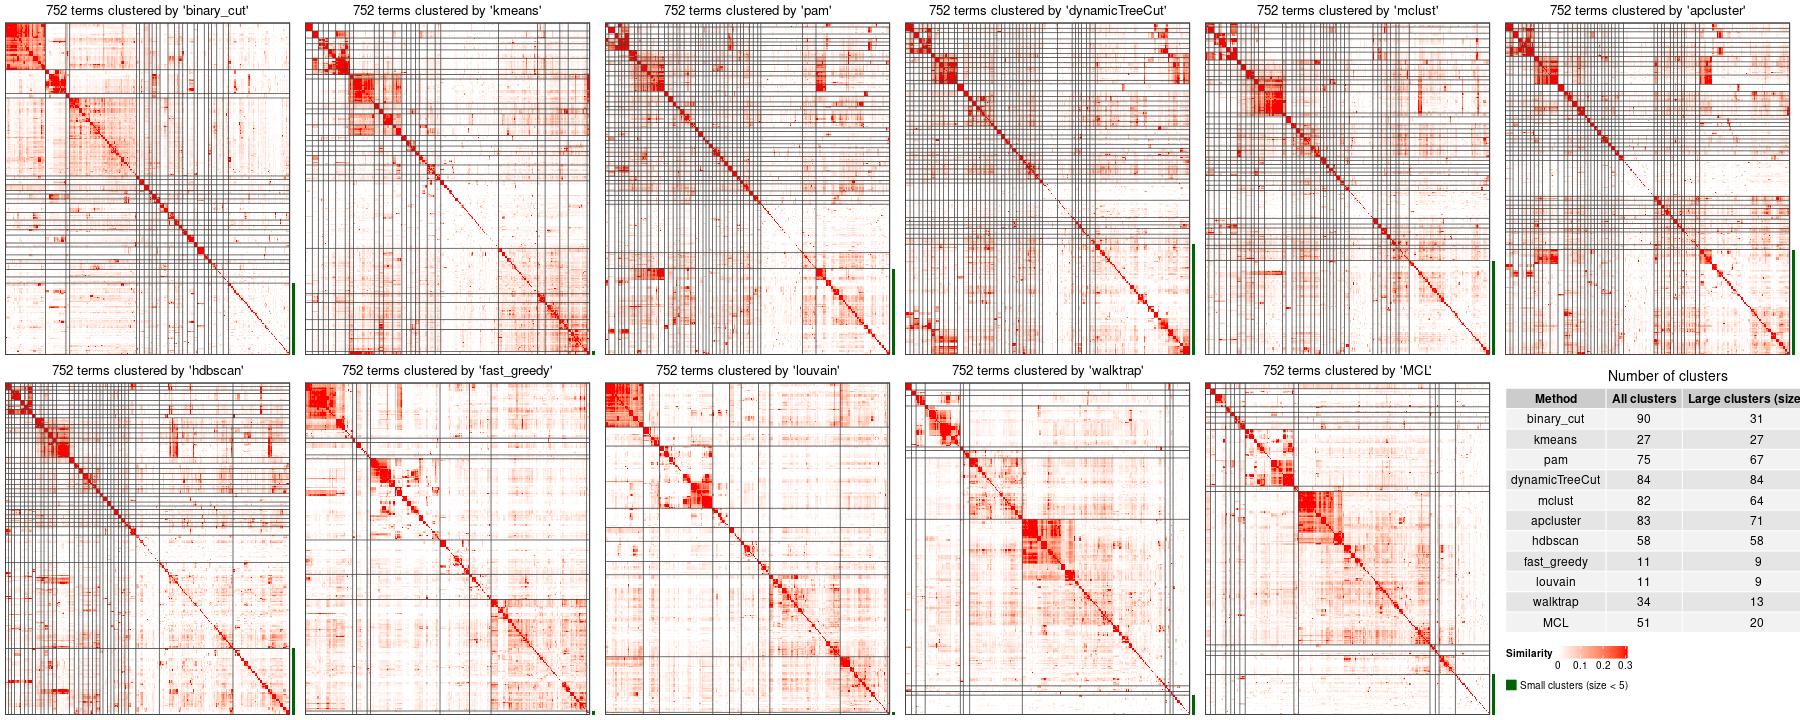 752 terms clustered by 'binary_cut'
752 terms clustered by 'kmeans'
752 terms clustered by 'pam'
752 terms clustered by 'dynamicTreeCut'
752 terms clustered by 'mclust'
752 terms clustered by 'apcluster'
752 terms clustered by 'hdbscan'
752 terms clustered by 'fast_greedy'
752 terms clustered by 'louvain'
752 terms clustered by 'walktrap'
752 terms clustered by 'MCL'
Number of clusters
Method All clusters Large clusters (size
binary_cut 90 31
kmeans 27 27
pam 75 67
dynamicTreeCut 84 84
mclust 82 64
apcluster 83 71
hdbscan 58 58
fast_greedy 11 9
louvain 11 9
walktrap 34 13
MCL 51 20
Similarity
0 0.1 0.2 0.3
Small clusters (size < 5)